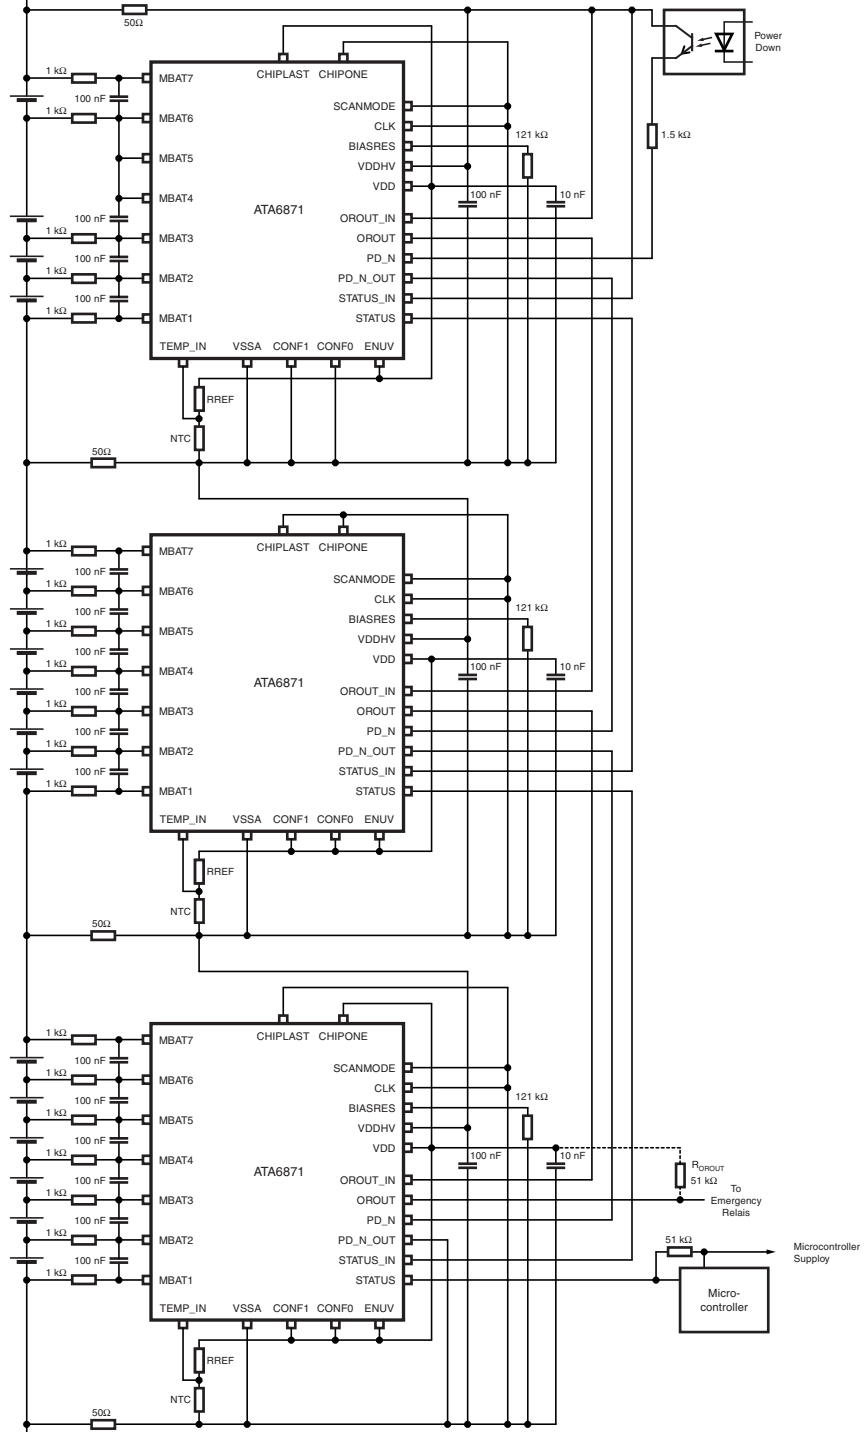 50Ω
Power
Down
CHIPLAST CHIPONE
1 kΩ
MBAT7
100 nF
SCANMODE
1 kΩ
MBAT6
CLK
121 kΩ
1.5 kΩ
BIASRES
MBAT5
VDDHV
VDD
100 nF
10 nF
MBAT4
ATA6871
100 nF
OROUT_IN
1 kΩ
MBAT3
OROUT
100 nF
PD_N
1 kΩ
MBAT2
PD_N_OUT
100 nF
STATUS_IN
1 kΩ
MBAT1
STATUS
TEMP_IN VSSA CONF1 CONF0 ENUV
RREF
NTC
50Ω
CHIPLAST CHIPONE
1 kΩ
MBAT7
100 nF
SCANMODE
1 kΩ
MBAT6
CLK
121 kΩ
100 nF
BIASRES
1 kΩ
MBAT5
VDDHV
100 nF
VDD
100 nF
10 nF
1 kΩ
MBAT4
ATA6871
100 nF
OROUT_IN
1 kΩ
MBAT3
OROUT
100 nF
PD_N
1 kΩ
MBAT2
PD_N_OUT
100 nF
STATUS_IN
1 kΩ
MBAT1
STATUS
TEMP_IN VSSA CONF1 CONF0 ENUV
RREF
NTC
50Ω
CHIPLAST CHIPONE
1 kΩ
MBAT7
100 nF
SCANMODE
1 kΩ
MBAT6
CLK
121 kΩ
100 nF
BIASRES
1 kΩ
MBAT5
VDDHV
100 nF
VDD
100 nF
10 nF
1 kΩ
MBAT4
ATA6871
ROROUT
51 kΩ
100 nF
OROUT_IN
1 kΩ
MBAT3
OROUT
To
Emergency
Relais
100 nF
PD_N
1 kΩ
MBAT2
PD_N_OUT
51 kΩ
Microcontroller
Supploy
100 nF
STATUS_IN
1 kΩ
MBAT1
STATUS
Micro-
controller
TEMP_IN VSSA CONF1 CONF0 ENUV
RREF
NTC
50Ω